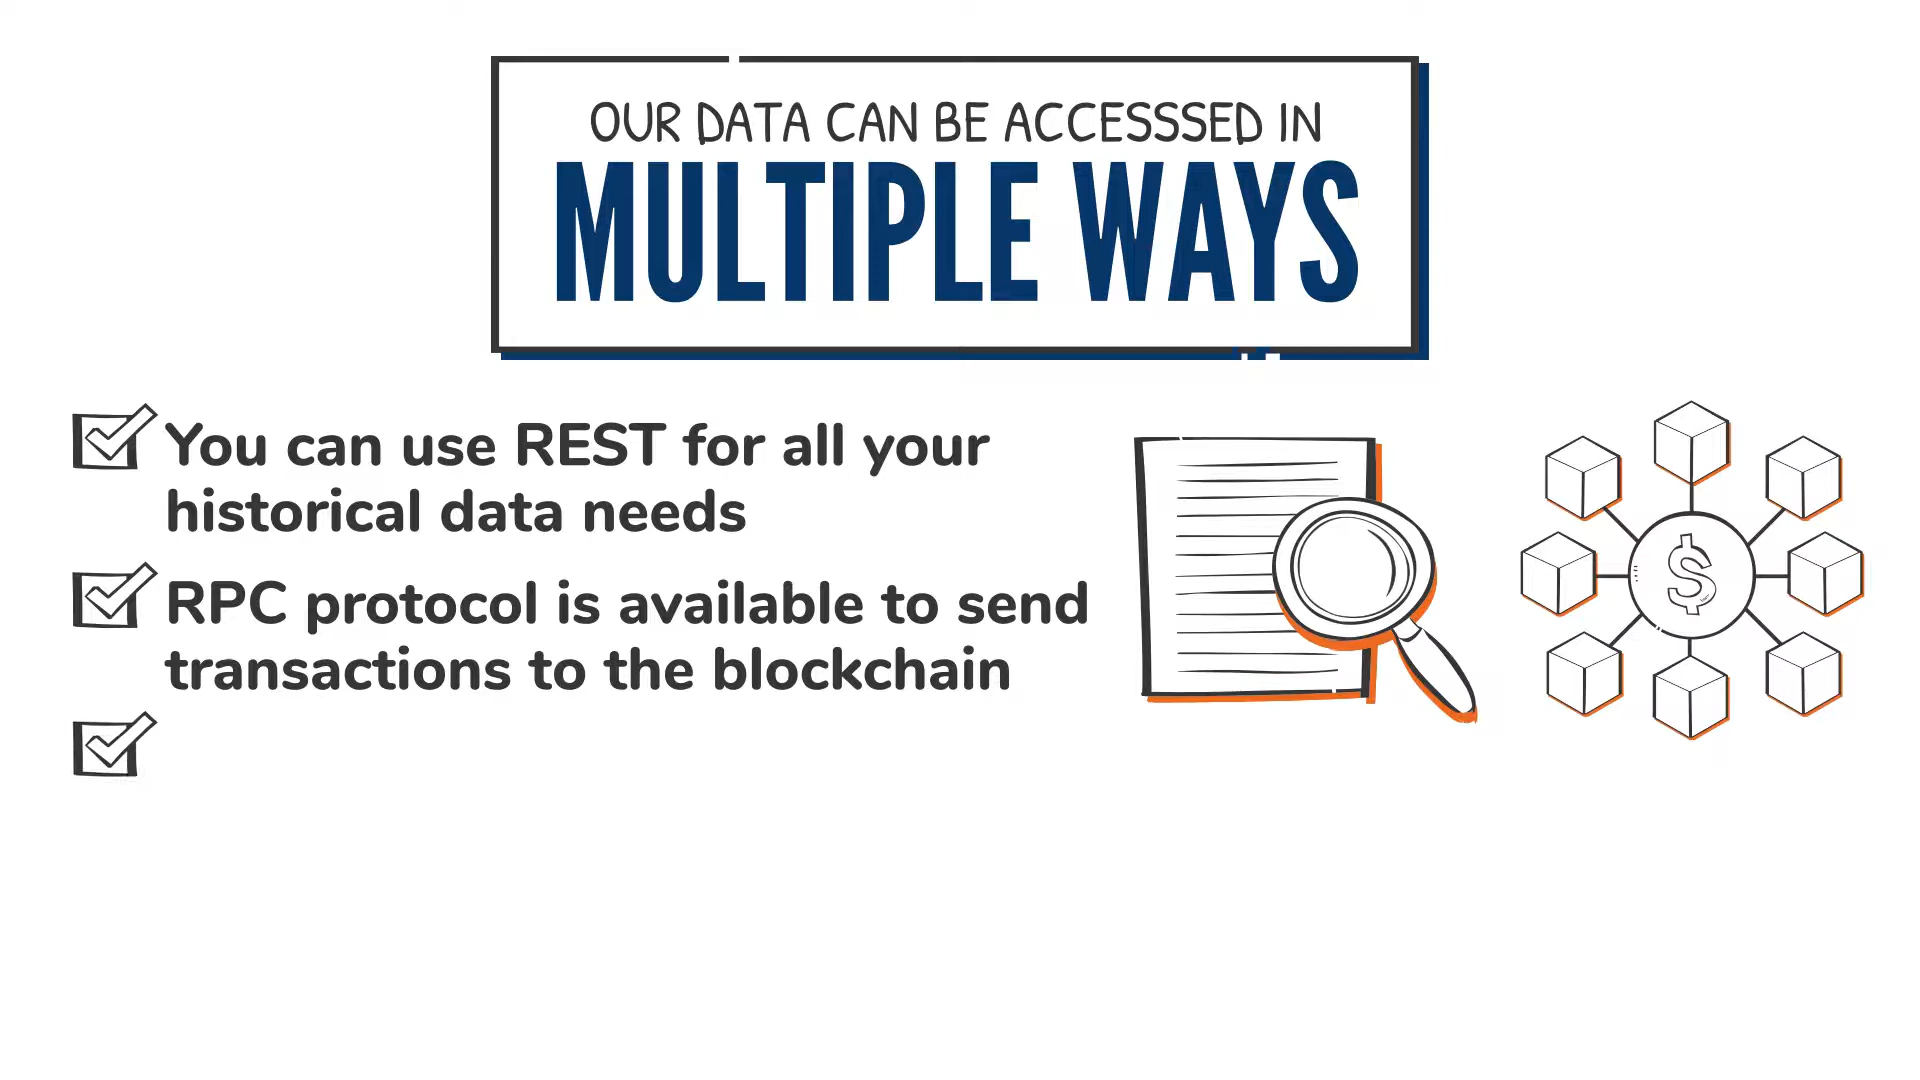 OUR DATA CAN BE ACCESSSED IN
MULTIPLE WAYS
You can use REST for all your
historical data needs
RPC protocol is available to send
transactions to the blockchain
$